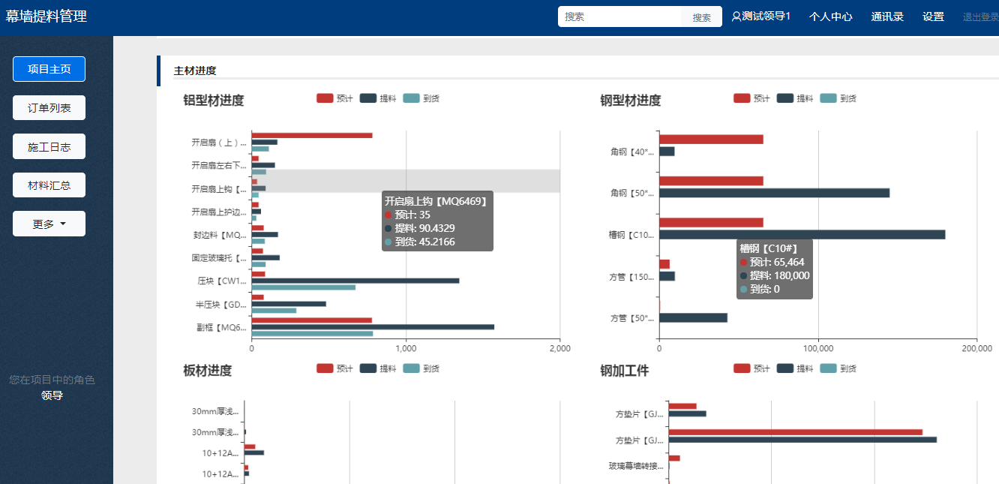 幕墙提料管理
搜索
搜索
测试领导1
个人中心
通讯录
设置
退出登录
项目主页
订单列表
施工日志
材料汇总
更多
您在项目中的角色
领导
主材进度
铝型材进度
预计
提料
到货
开启扇（上）...
开启扇左右下...
开启扇上钩【...
开启扇上护边...
封边料【MQ...
固定玻璃托【...
压块【CW1...
半压块【GD...
副框【MQ6...
0
1,000
2,000
开启扇上钩【MQ6469】
预计: 35
提料: 90.4329
到货: 45.2166
钢型材进度
预计
提料
到货
角钢【40*...
角钢【50*...
槽钢【C10...
方管【150...
方管【50*...
0
100,000
200,000
槽钢【C10#】
预计: 65,464
提料: 180,000
到货: 0
板材进度
预计
提料
到货
30mm厚浅...
30mm厚浅...
10+12A...
10+12A...
钢加工件
预计
提料
到货
方垫片【GJ...
方垫片【GJ...
玻璃幕墙转接...